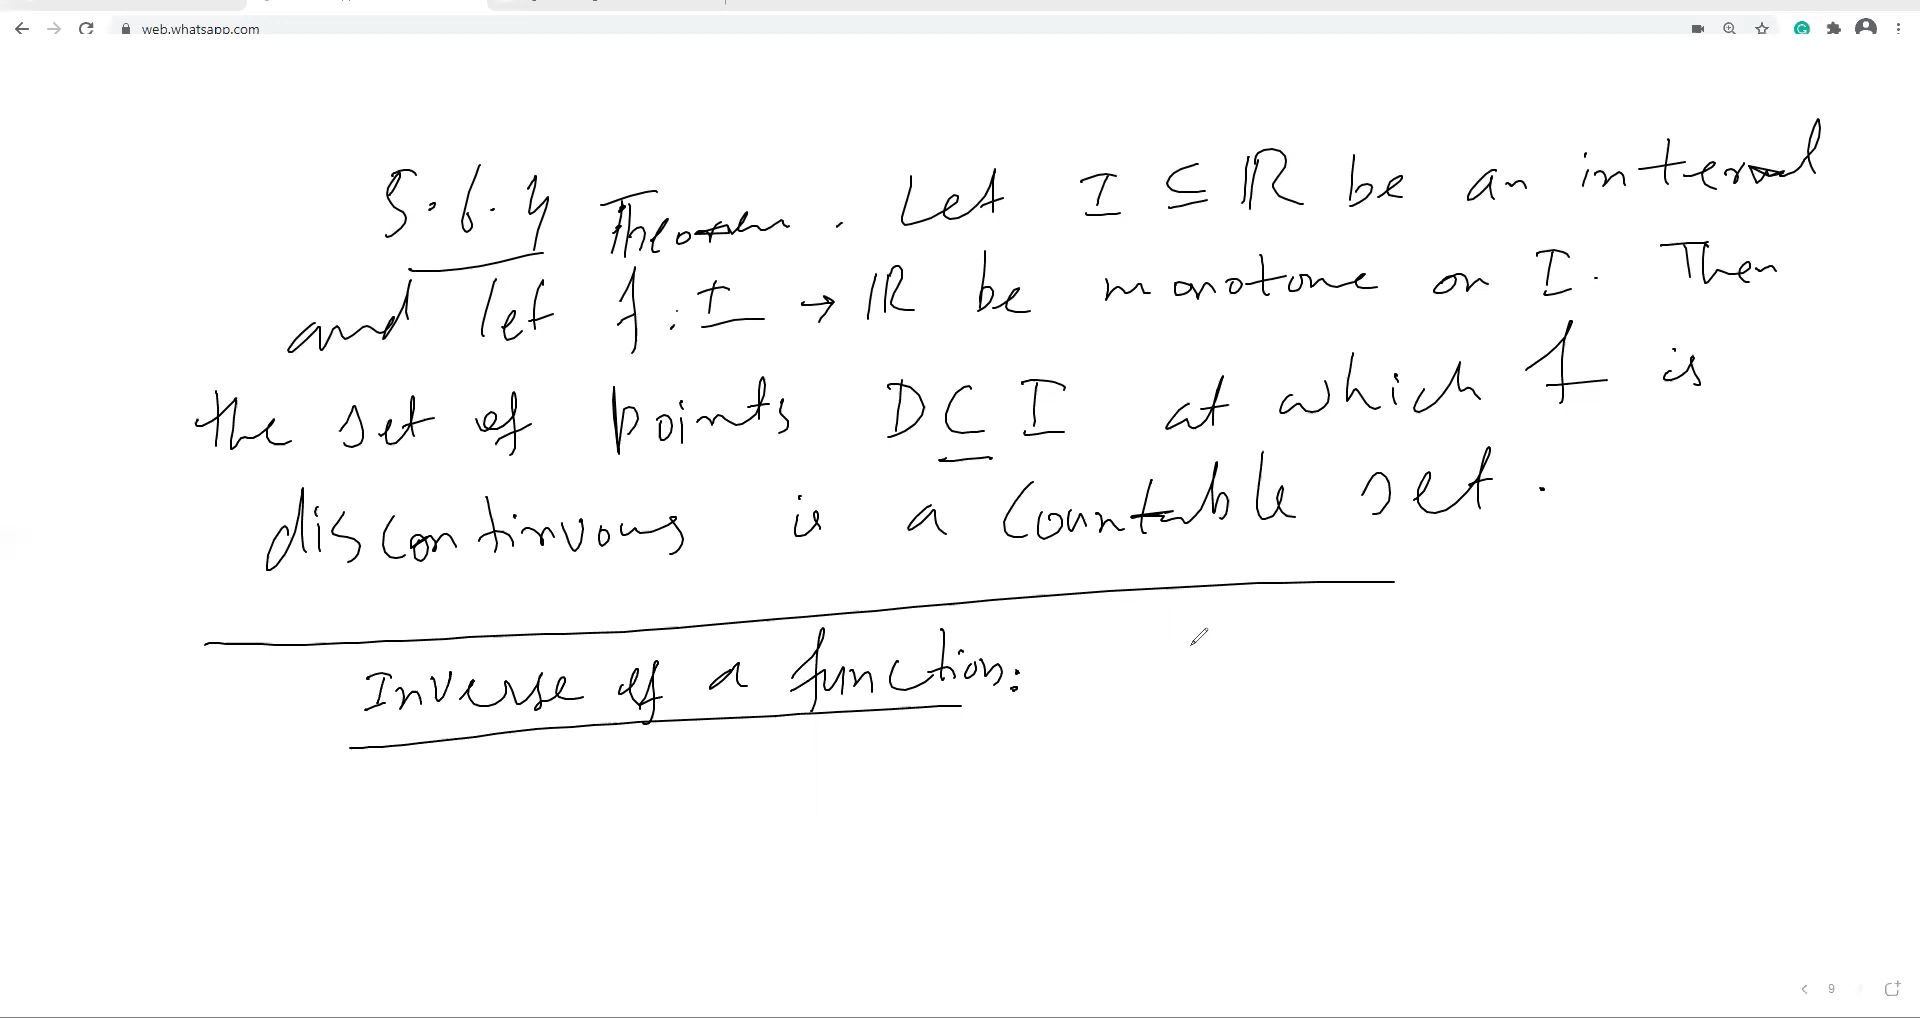 web.whatsapp.com
5.6.4 Theorem. Let I ⊆ ℝ be an interval
and let f: I → ℝ be monotone on I. Then
the set of points D ⊆ I at which f is
discontinuous is a countable set.
Inverse of a function:
9